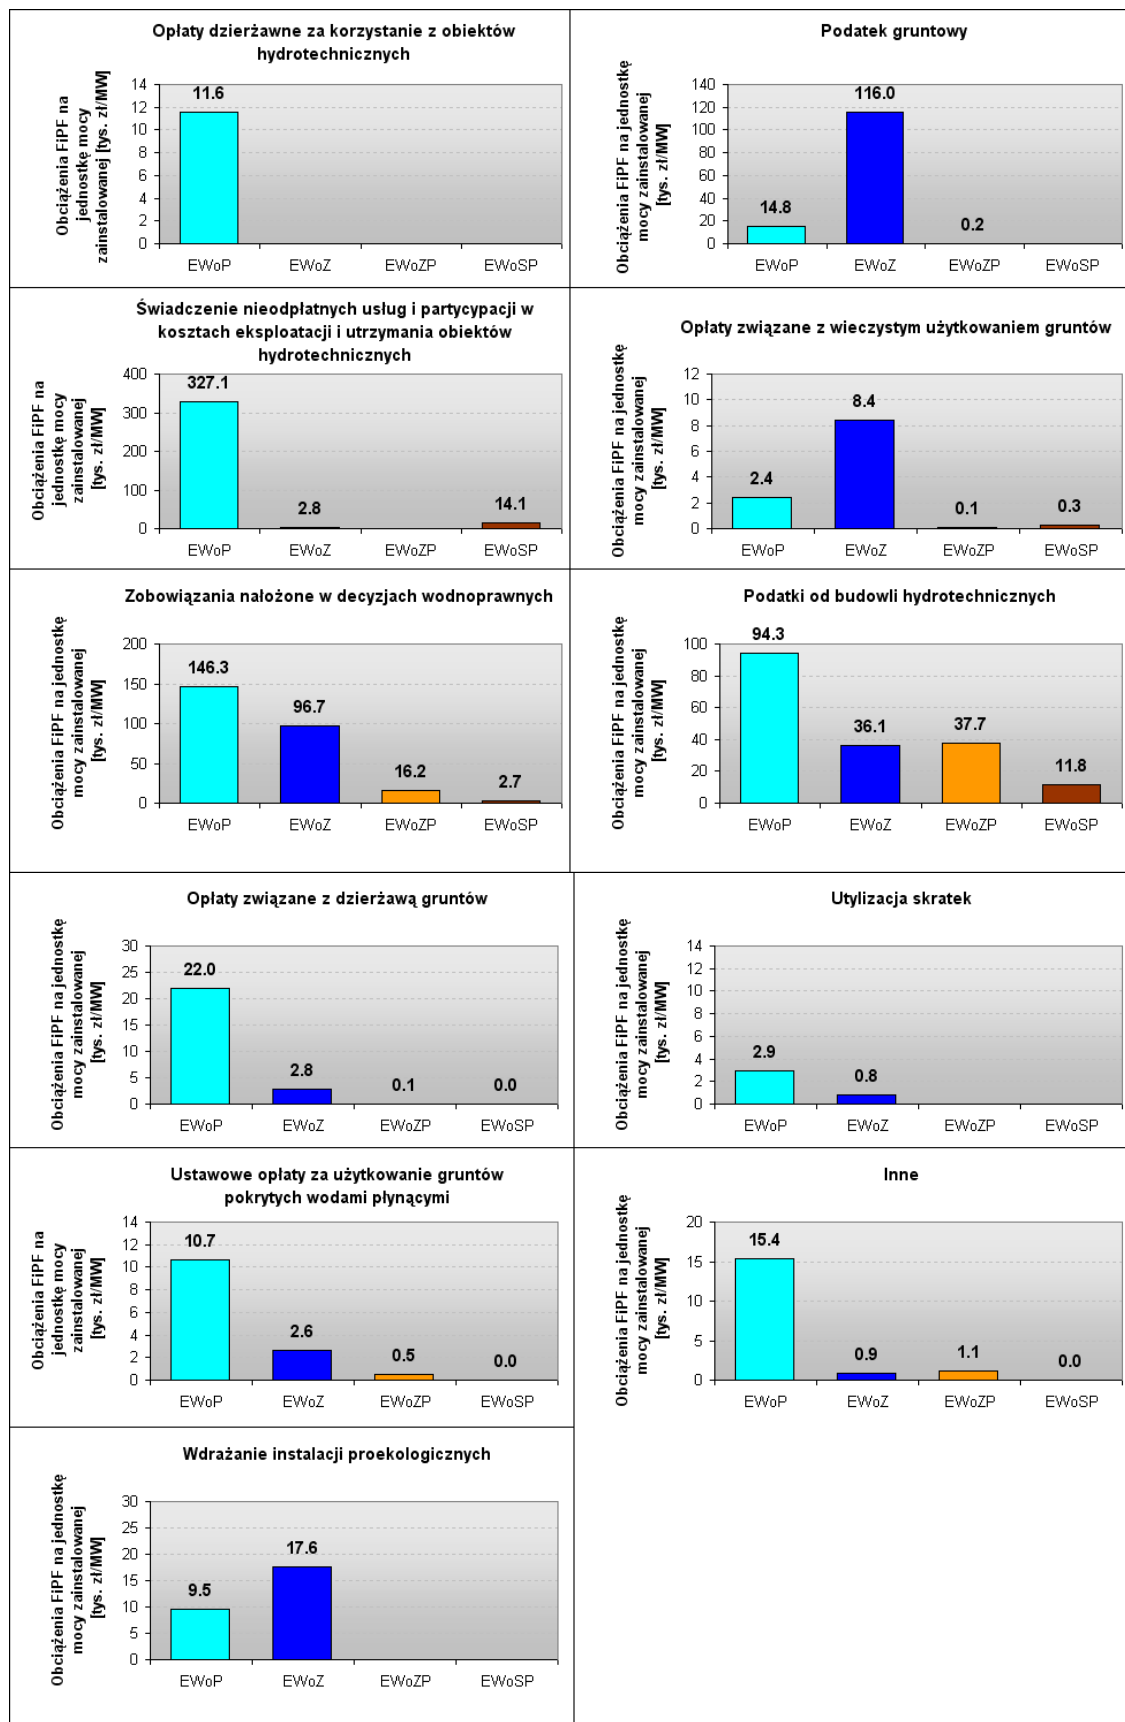 Opłaty dzierżawne za korzystanie z obiektów
hydrotechnicznych
Obciążenia FiPF na
jednostkę mocy
zainstalowanej [tys. zł/MW]
14
12
10
8
6
4
2
0
11.6
EWoP EWoZ EWoZP EWoSP
Podatek gruntowy
Obciążenia FiPF na jednostkę
mocy zainstalowanej
[tys. zł/MW]
140
120
100
80
60
40
20
0
14.8 116.0 0.2
EWoP EWoZ EWoZP EWoSP
Świadczenie nieodpłatnych usług i partycypacji w
kosztach eksploatacji i utrzymania obiektów
hydrotechnicznych
Obciążenia FiPF na
jednostkę mocy
zainstalowanej
[tys. zł/MW]
400
300
200
100
0
327.1 2.8 14.1
EWoP EWoZ EWoZP EWoSP
Opłaty związane z wieczystym użytkowaniem gruntów
Obciążenia FiPF na jednostkę
mocy zainstalowanej
[tys. zł/MW]
12
10
8
6
4
2
0
2.4 8.4 0.1 0.3
EWoP EWoZ EWoZP EWoSP
Zobowiązania nałożone w decyzjach wodnoprawnych
Obciążenia FiPF na jednostkę
mocy zainstalowanej
[tys. zł/MW]
200
150
100
50
0
146.3 96.7 16.2 2.7
EWoP EWoZ EWoZP EWoSP
Podatki od budowli hydrotechnicznych
Obciążenia FiPF na jednostkę
mocy zainstalowanej
[tys. zł/MW]
100
80
60
40
20
0
94.3 36.1 37.7 11.8
EWoP EWoZ EWoZP EWoSP
Opłaty związane z dzierżawą gruntów
Obciążenia FiPF na jednostkę
mocy zainstalowanej
[tys. zł/MW]
30
25
20
15
10
5
0
22.0 2.8 0.1 0.0
EWoP EWoZ EWoZP EWoSP
Utylizacja skratek
Obciążenia FiPF na jednostkę
mocy zainstalowanej
[tys. zł/MW]
14
12
10
8
6
4
2
0
2.9 0.8
EWoP EWoZ EWoZP EWoSP
Ustawowe opłaty za użytkowanie gruntów
pokrytych wodami płynącymi
Obciążenia FiPF na
jednostkę mocy
zainstalowanej
[tys. zł/MW]
14
12
10
8
6
4
2
0
10.7 2.6 0.5 0.0
EWoP EWoZ EWoZP EWoSP
Inne
Obciążenia FiPF na jednostkę
mocy zainstalowanej
[tys. zł/MW]
20
15
10
5
0
15.4 0.9 1.1 0.0
EWoP EWoZ EWoZP EWoSP
Wdrażanie instalacji proekologicznych
Obciążenia FiPF na jednostkę
mocy zainstalowanej
[tys. zł/MW]
30
25
20
15
10
5
0
9.5 17.6
EWoP EWoZ EWoZP EWoSP